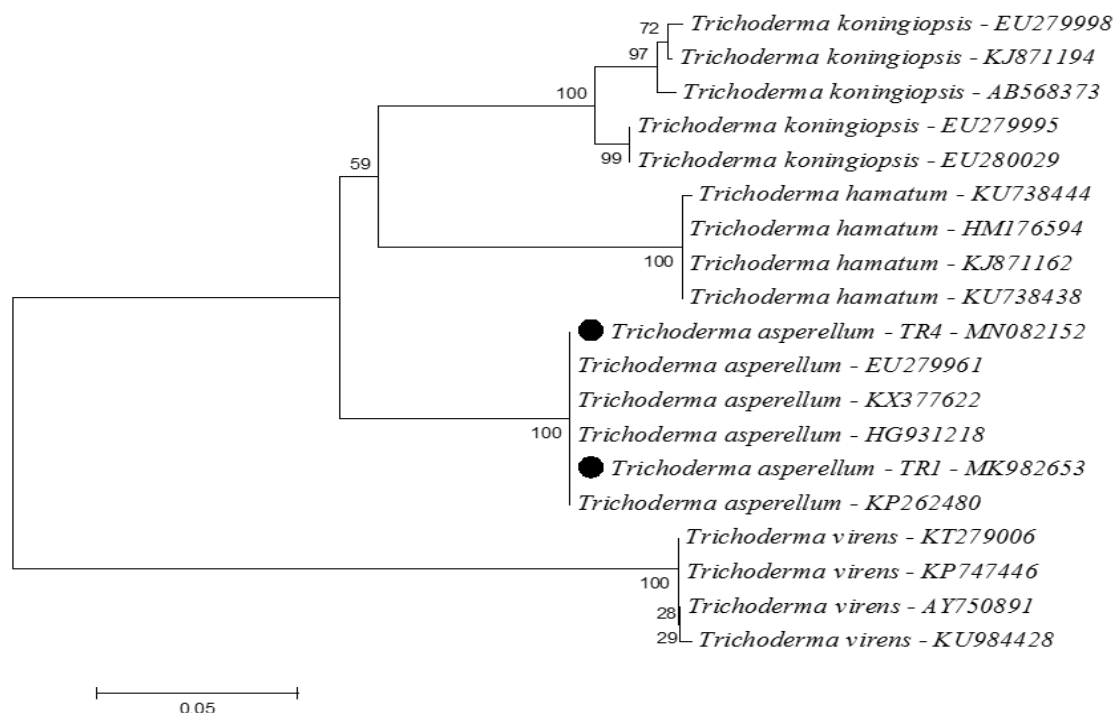 72 Trichoderma koningiopsis - EU279998
97 Trichoderma koningiopsis - KJ871194
Trichoderma koningiopsis - AB568373
100
Trichoderma koningiopsis - EU279995
99 Trichoderma koningiopsis - EU280029
59
Trichoderma hamatum - KU738444
Trichoderma hamatum - HM176594
100 Trichoderma hamatum - KJ871162
Trichoderma hamatum - KU738438
Trichoderma asperellum - TR4 - MN082152
Trichoderma asperellum - EU279961
Trichoderma asperellum - KX377622
100 Trichoderma asperellum - HG931218
Trichoderma asperellum - TR1 - MK982653
Trichoderma asperellum - KP262480
Trichoderma virens - KT279006
100 Trichoderma virens - KP747446
28 Trichoderma virens - AY750891
29 Trichoderma virens - KU984428
0.05